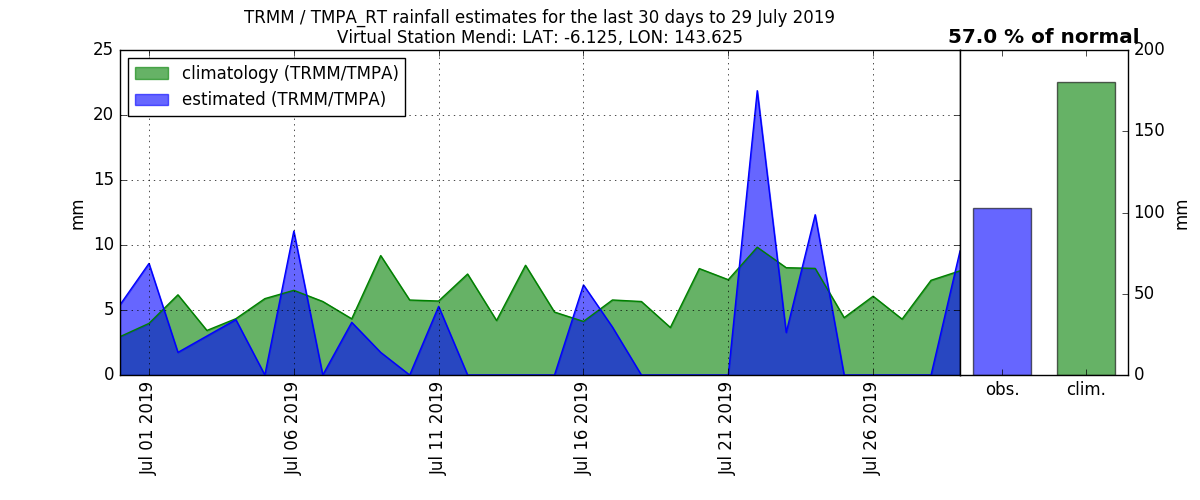 TRMM / TMPA_RT rainfall estimates for the last 30 days to 29 July 2019
Virtual Station Mendi: LAT: -6.125, LON: 143.625
57.0 % of normal
climatology (TRMM/TMPA)
estimated (TRMM/TMPA)
25
20
15
10
5
0
mm
200
150
100
50
0
mm
Jul 01 2019
Jul 06 2019
Jul 11 2019
Jul 16 2019
Jul 21 2019
Jul 26 2019
obs.
clim.